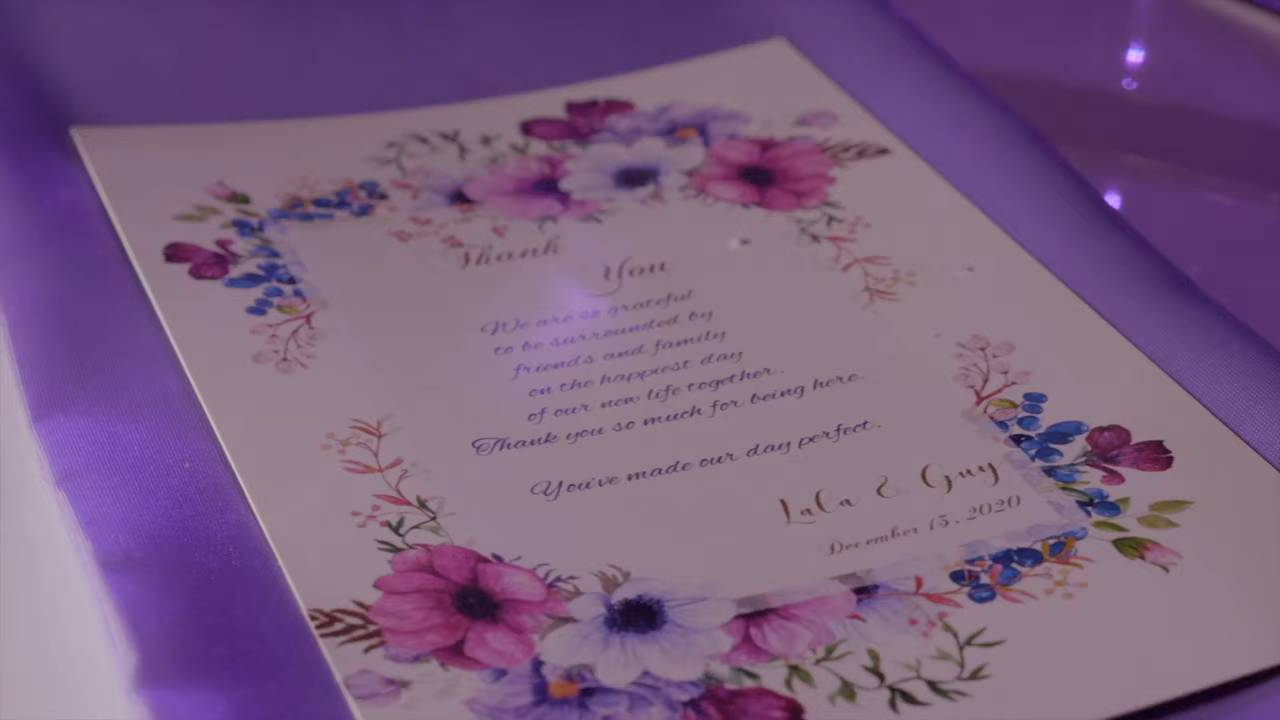 Thank
You
We are so grateful
to be surrounded by
friends and family
on the happiest day
of our new life together.
Thank you so much for being here.
You've made our day perfect.
Lala & Guy
December 15, 2020